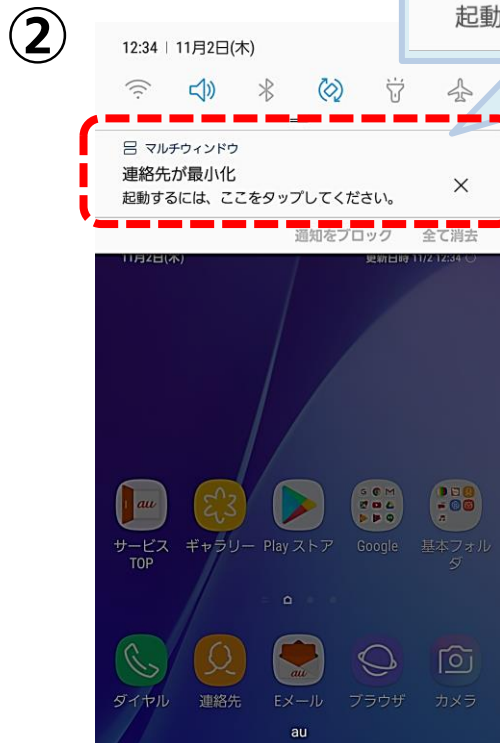 ②
起動
12:34 | 11月2日(木)
マルチウィンドウ
連絡先が最小化
起動するには、ここをタップしてください。
通知をブロック 全て消去
11月2日(木) 更新日時 11/2 12:34
au
サービスTOP ギャラリー Play ストア Google 基本フォルダ
au
ダイヤル 連絡先 Eメール ブラウザ カメラ
au